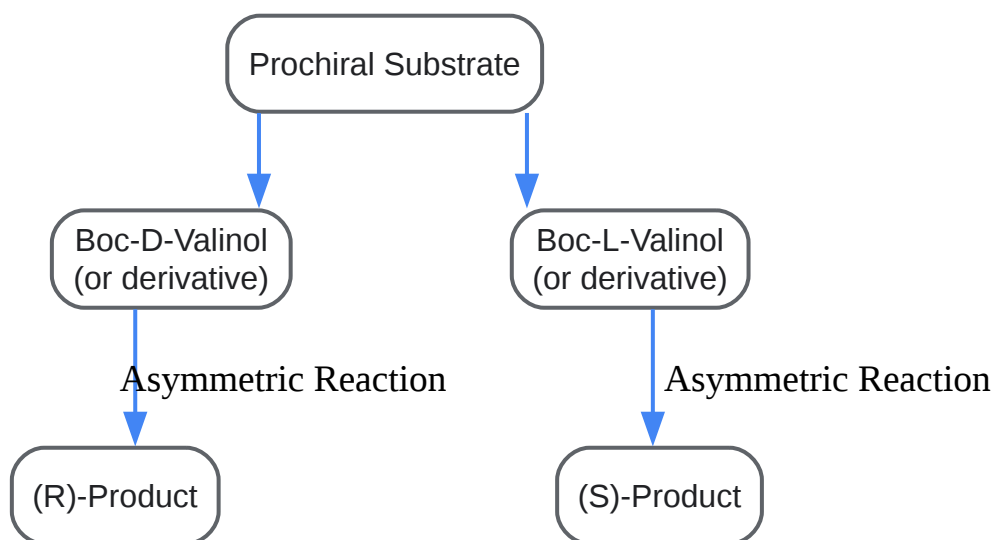 Prochiral Substrate
Boc-D-Valinol
(or derivative)
Boc-L-Valinol
(or derivative)
Asymmetric Reaction
Asymmetric Reaction
(R)-Product
(S)-Product